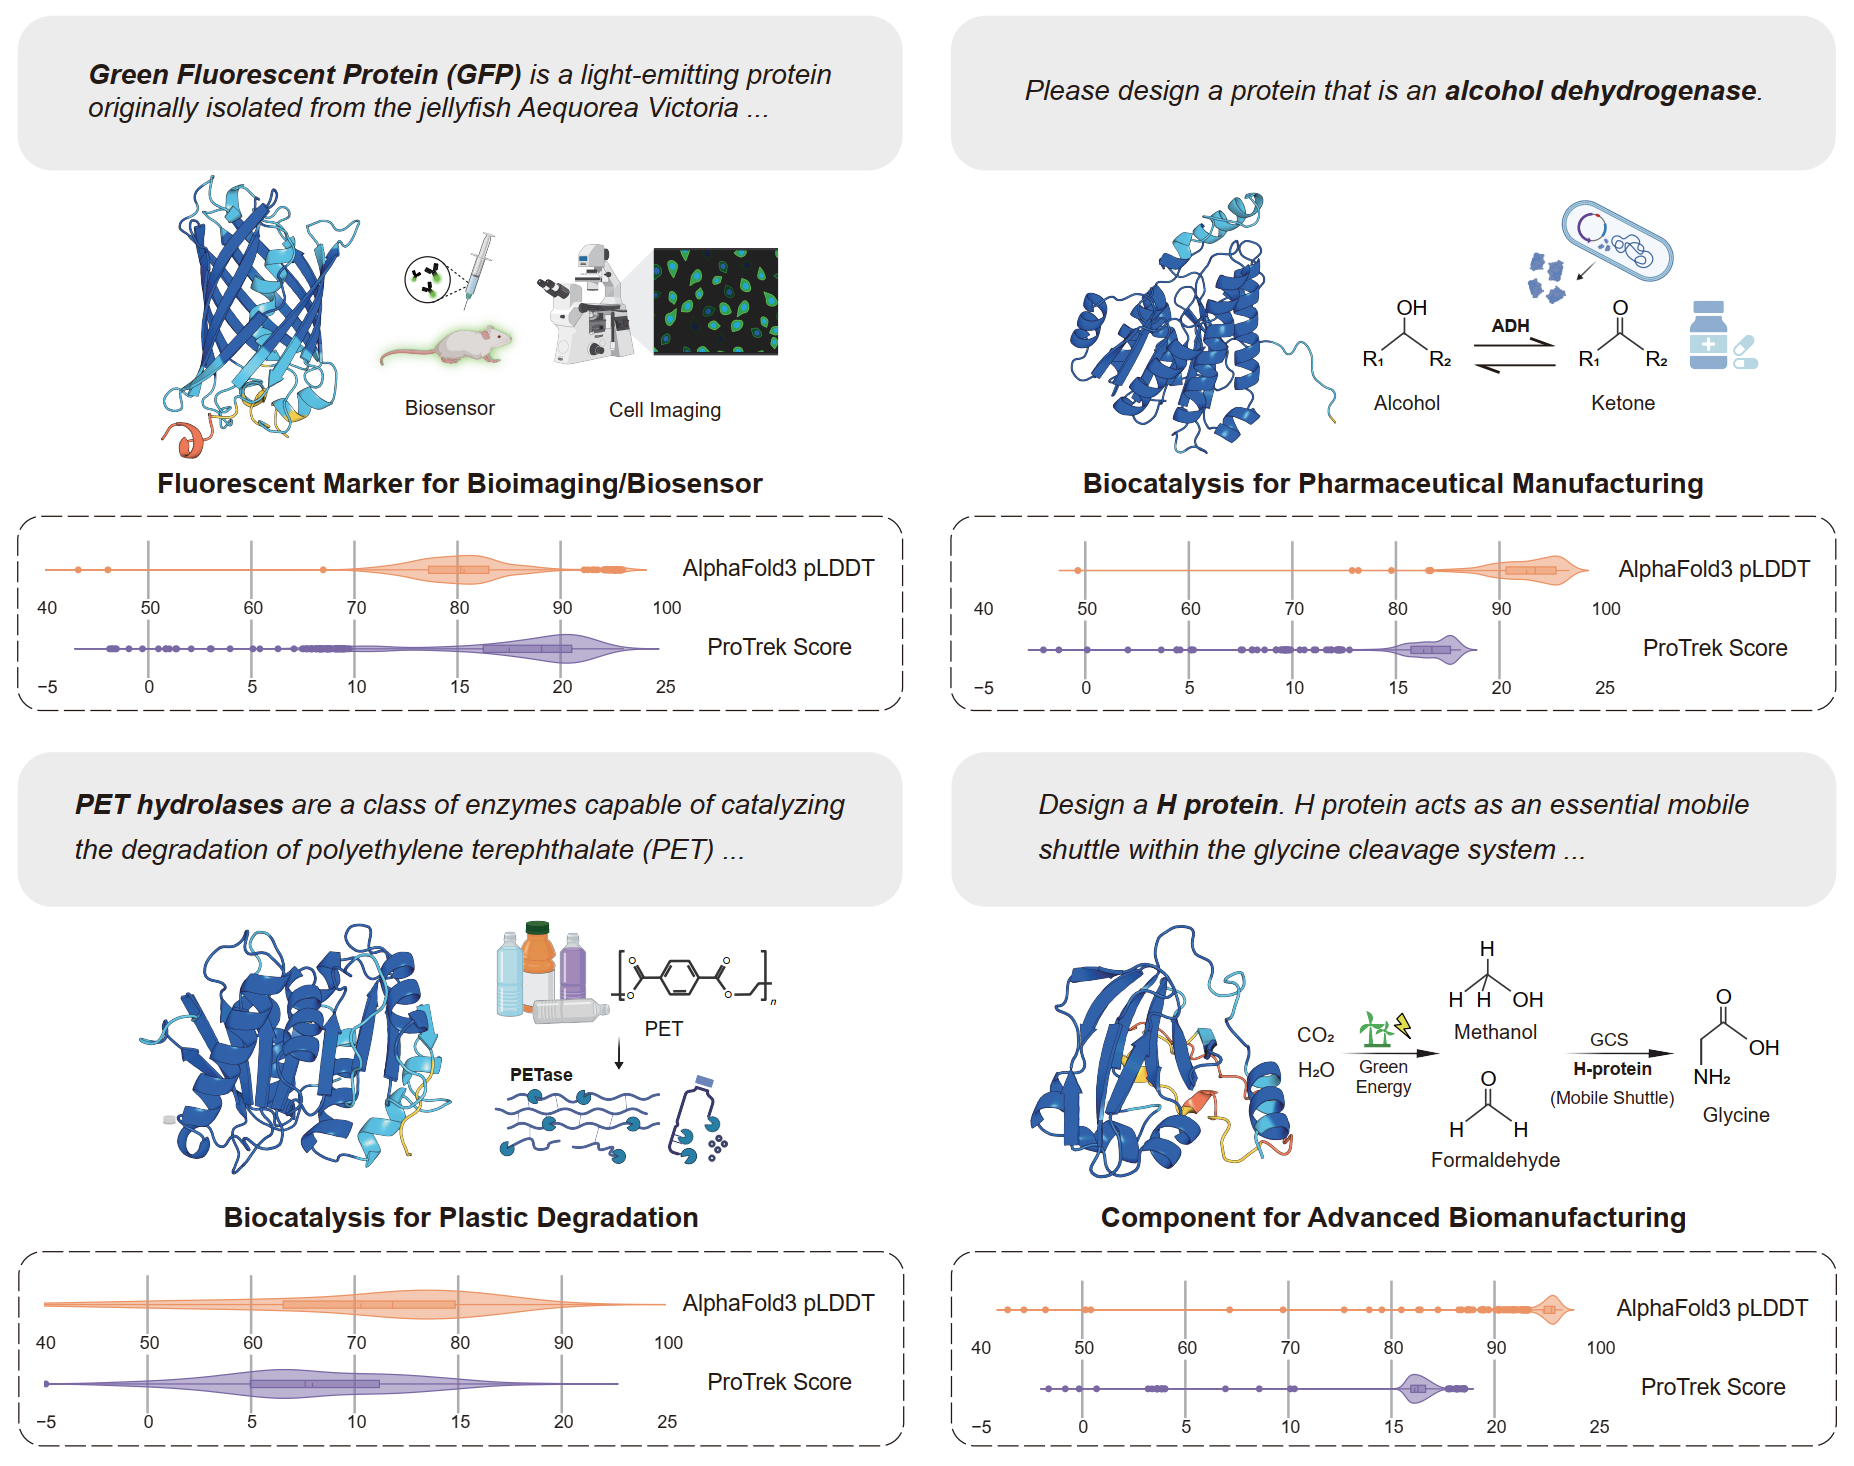 Green Fluorescent Protein (GFP) is a light-emitting protein
originally isolated from the jellyfish Aequorea Victoria ...
Biosensor
Cell Imaging
Fluorescent Marker for Bioimaging/Biosensor
AlphaFold3 pLDDT
40 50 60 70 80 90 100
ProTrek Score
−5 0 5 10 15 20 25
Please design a protein that is an alcohol dehydrogenase.
OH
R₁ R₂
Alcohol
ADH
O
R₁ R₂
Ketone
Biocatalysis for Pharmaceutical Manufacturing
AlphaFold3 pLDDT
40 50 60 70 80 90 100
ProTrek Score
−5 0 5 10 15 20 25
PET hydrolases are a class of enzymes capable of catalyzing
the degradation of polyethylene terephthalate (PET) ...
O O
O O
n
PET
PETase
Biocatalysis for Plastic Degradation
AlphaFold3 pLDDT
40 50 60 70 80 90 100
ProTrek Score
−5 0 5 10 15 20 25
Design a H protein. H protein acts as an essential mobile
shuttle within the glycine cleavage system ...
CO₂
H₂O
Green
Energy
H
H H OH
Methanol
O
H H
Formaldehyde
GCS
H-protein
(Mobile Shuttle)
O
OH
NH₂
Glycine
Component for Advanced Biomanufacturing
AlphaFold3 pLDDT
40 50 60 70 80 90 100
ProTrek Score
−5 0 5 10 15 20 25